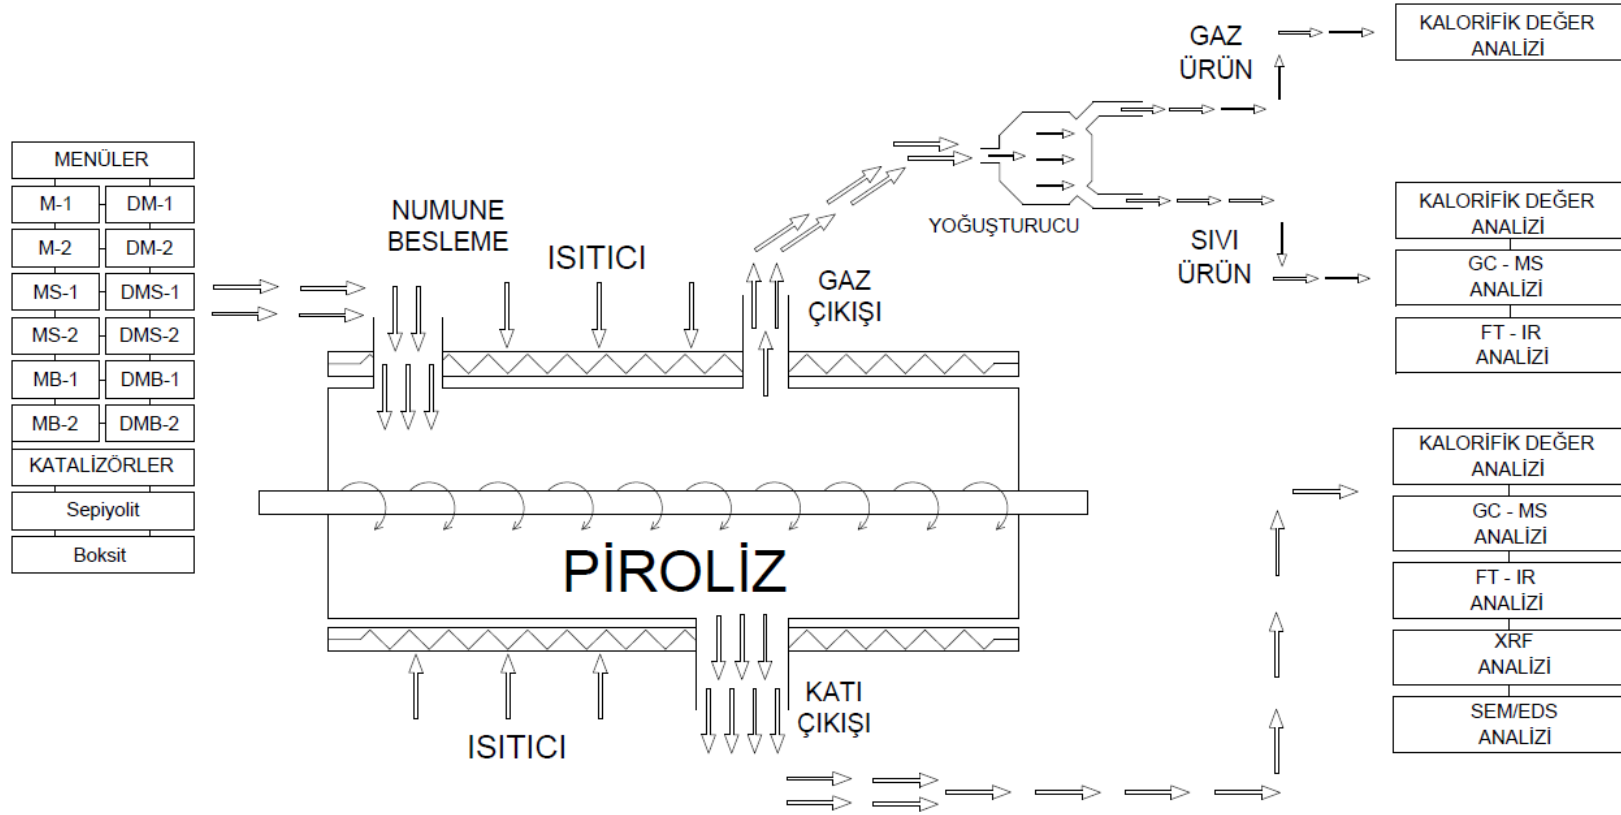 MENÜLER
M-1 DM-1
M-2 DM-2
MS-1 DMS-1
MS-2 DMS-2
MB-1 DMB-1
MB-2 DMB-2
KATALİZÖRLER
Sepiyolit
Boksit
NUMUNE
BESLEME
ISITICI
GAZ
ÇIKIŞI
YOĞUŞTURUCU
GAZ
ÜRÜN
SIVI
ÜRÜN
PİROLİZ
ISITICI
KATI
ÇIKIŞI
KALORİFİK DEĞER
ANALİZİ
KALORİFİK DEĞER
ANALİZİ
GC - MS
ANALİZİ
FT - IR
ANALİZİ
KALORİFİK DEĞER
ANALİZİ
GC - MS
ANALİZİ
FT - IR
ANALİZİ
XRF
ANALİZİ
SEM/EDS
ANALİZİ